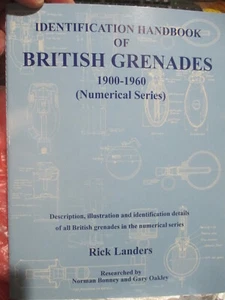 IDENTIFICATION HANDBOOK
OF
BRITISH GRENADES
1900-1960
(Numerical Series)
Description, illustration and identification details
of all British grenades in the numerical series
Rick Landers
Researched by
Norman Bonney and Gary Oakley